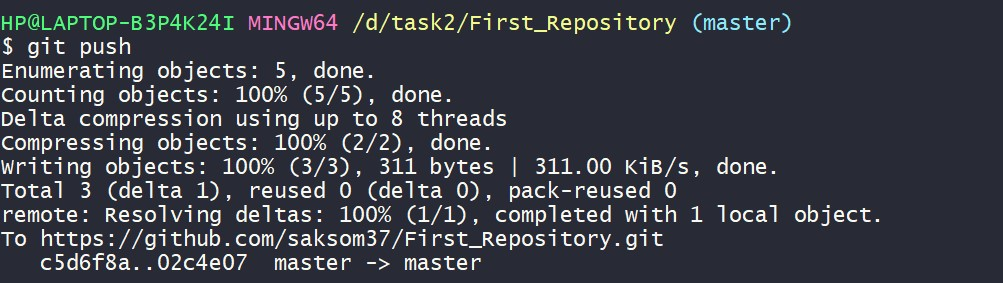 HP@LAPTOP-B3P4K24I MINGW64 /d/task2/First_Repository (master)
$ git push
Enumerating objects: 5, done.
Counting objects: 100% (5/5), done.
Delta compression using up to 8 threads
Compressing objects: 100% (2/2), done.
Writing objects: 100% (3/3), 311 bytes | 311.00 KiB/s, done.
Total 3 (delta 1), reused 0 (delta 0), pack-reused 0
remote: Resolving deltas: 100% (1/1), completed with 1 local object.
To https://github.com/saksom37/First_Repository.git
   c5d6f8a..02c4e07  master -> master